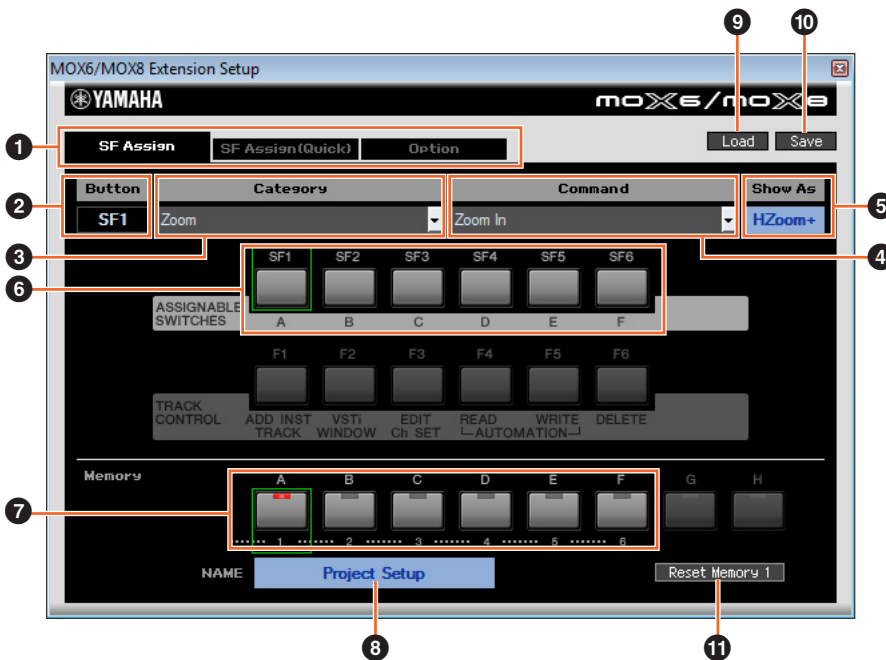 9 10
MOX6/MOX8 Extension Setup
YAMAHA MOX6/MOX8
1 SF Assign SF Assign(Quick) Option Load Save
2 Button Category Command Show As 5
SF1 Zoom Zoom In HZoom+
3 4
6 SF1 SF2 SF3 SF4 SF5 SF6
ASSIGNABLE SWITCHES A B C D E F
F1 F2 F3 F4 F5 F6
TRACK CONTROL ADD INST TRACK VSTi WINDOW EDIT Ch SET READ WRITE AUTOMATION DELETE
Memory A B C D E F G H
7
1 2 3 4 5 6
NAME Project Setup Reset Memory 1
8 11